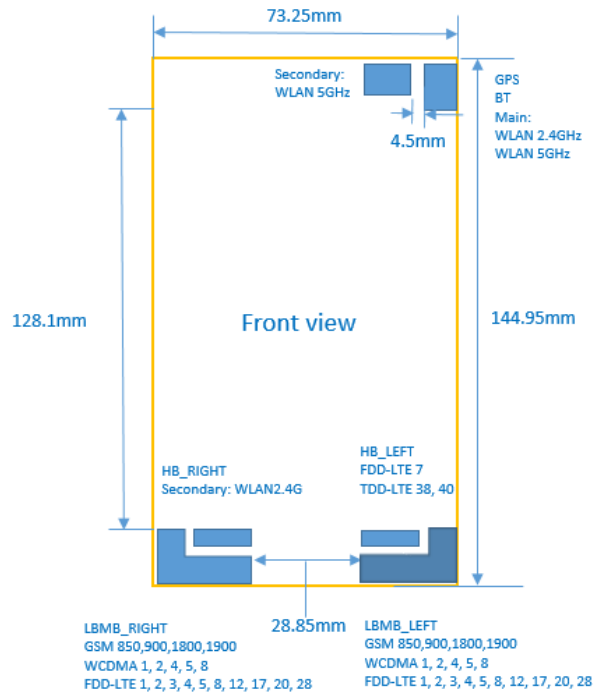 73.25mm
Secondary:
WLAN 5GHz
GPS
BT
Main:
WLAN 2.4GHz
WLAN 5GHz
4.5mm
128.1mm
Front view
144.95mm
HB_RIGHT
Secondary: WLAN2.4G
HB_LEFT
FDD-LTE 7
TDD-LTE 38, 40
28.85mm
LBMB_RIGHT
GSM 850,900,1800,1900
WCDMA 1, 2, 4, 5, 8
FDD-LTE 1, 2, 3, 4, 5, 8, 12, 17, 20, 28
LBMB_LEFT
GSM 850,900,1800,1900
WCDMA 1, 2, 4, 5, 8
FDD-LTE 1, 2, 3, 4, 5, 8, 12, 17, 20, 28